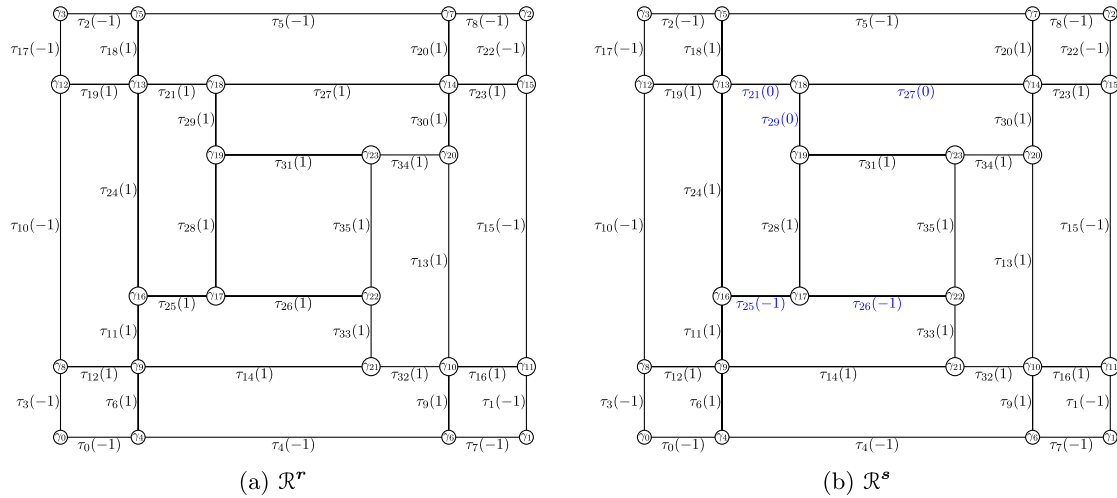 γ3 γ5 γ7 γ2
τ2(−1) τ5(−1) τ8(−1)
τ17(−1) τ18(1) τ20(1) τ22(−1)
γ12 γ13 γ18 γ14 γ15
τ19(1) τ21(1) τ27(1) τ23(1)
τ29(1) τ30(1)
γ19 γ23 γ20
τ31(1) τ34(1)
τ24(1)
τ10(−1) τ28(1) τ35(1) τ15(−1)
τ13(1)
γ16 γ17 γ22
τ25(1) τ26(1)
τ11(1) τ33(1)
γ8 γ9 γ21 γ10 γ11
τ12(1) τ14(1) τ32(1) τ16(1)
τ3(−1) τ6(1) τ9(1) τ1(−1)
γ0 γ4 γ6 γ1
τ0(−1) τ4(−1) τ7(−1)
(a) ℛ^r
γ3 γ5 γ7 γ2
τ2(−1) τ5(−1) τ8(−1)
τ17(−1) τ18(1) τ20(1) τ22(−1)
γ12 γ13 γ18 γ14 γ15
τ19(1) τ21(0) τ27(0) τ23(1)
τ29(0) τ30(1)
γ19 γ23 γ20
τ31(1) τ34(1)
τ24(1)
τ10(−1) τ28(1) τ35(1) τ15(−1)
τ13(1)
γ16 γ17 γ22
τ25(−1) τ26(−1)
τ11(1) τ33(1)
γ8 γ9 γ21 γ10 γ11
τ12(1) τ14(1) τ32(1) τ16(1)
τ3(−1) τ6(1) τ9(1) τ1(−1)
γ0 γ4 γ6 γ1
τ0(−1) τ4(−1) τ7(−1)
(b) ℛ^s